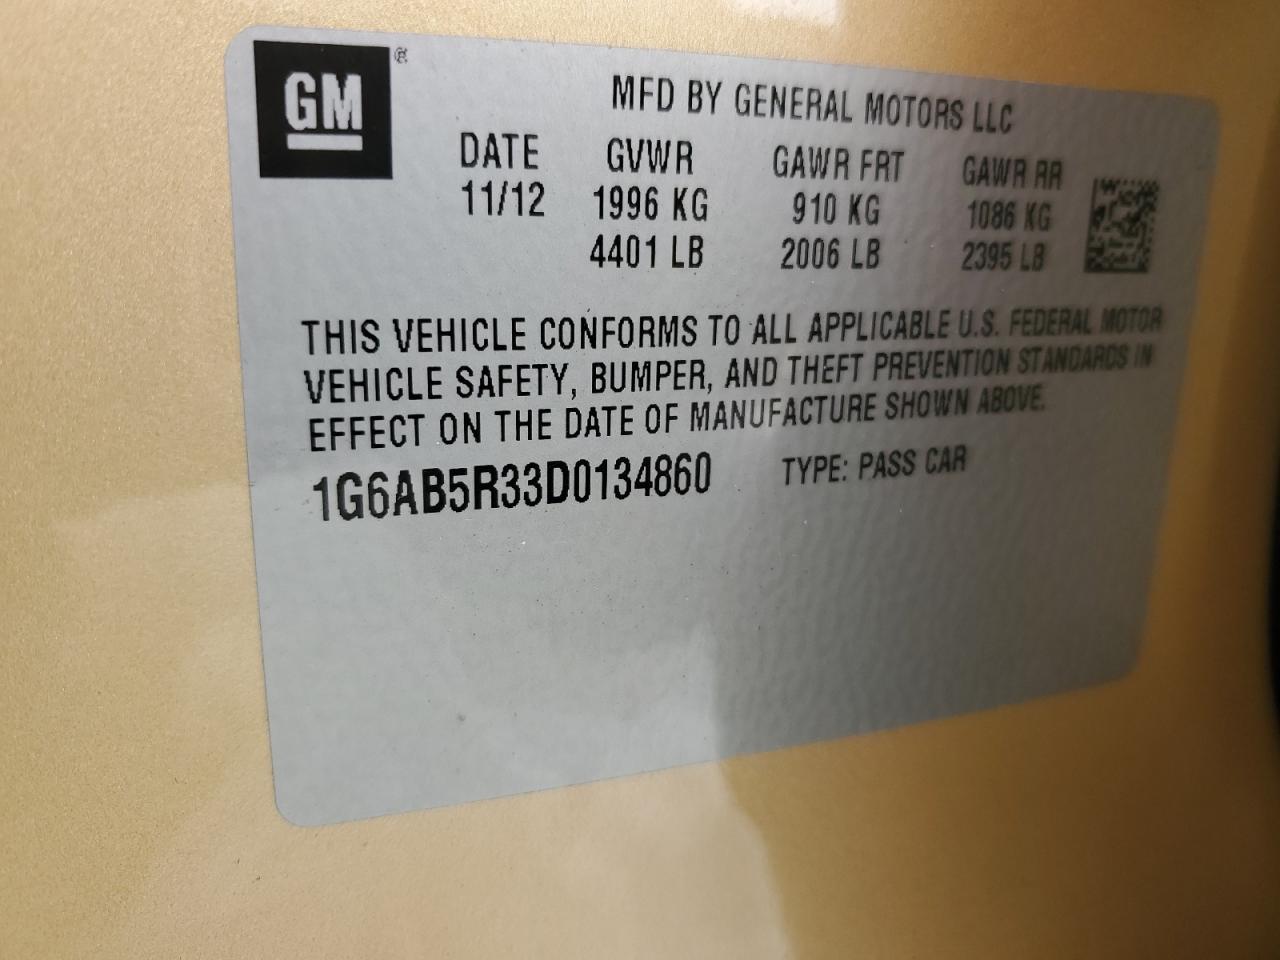 GM ®
MFD BY GENERAL MOTORS LLC
DATE GVWR GAWR FRT GAWR RR
11/12 1996 KG 910 KG 1086 KG
4401 LB 2006 LB 2395 LB
THIS VEHICLE CONFORMS TO ALL APPLICABLE U.S. FEDERAL MOTOR
VEHICLE SAFETY, BUMPER, AND THEFT PREVENTION STANDARDS IN
EFFECT ON THE DATE OF MANUFACTURE SHOWN ABOVE.
1G6AB5R33D0134860 TYPE: PASS CAR